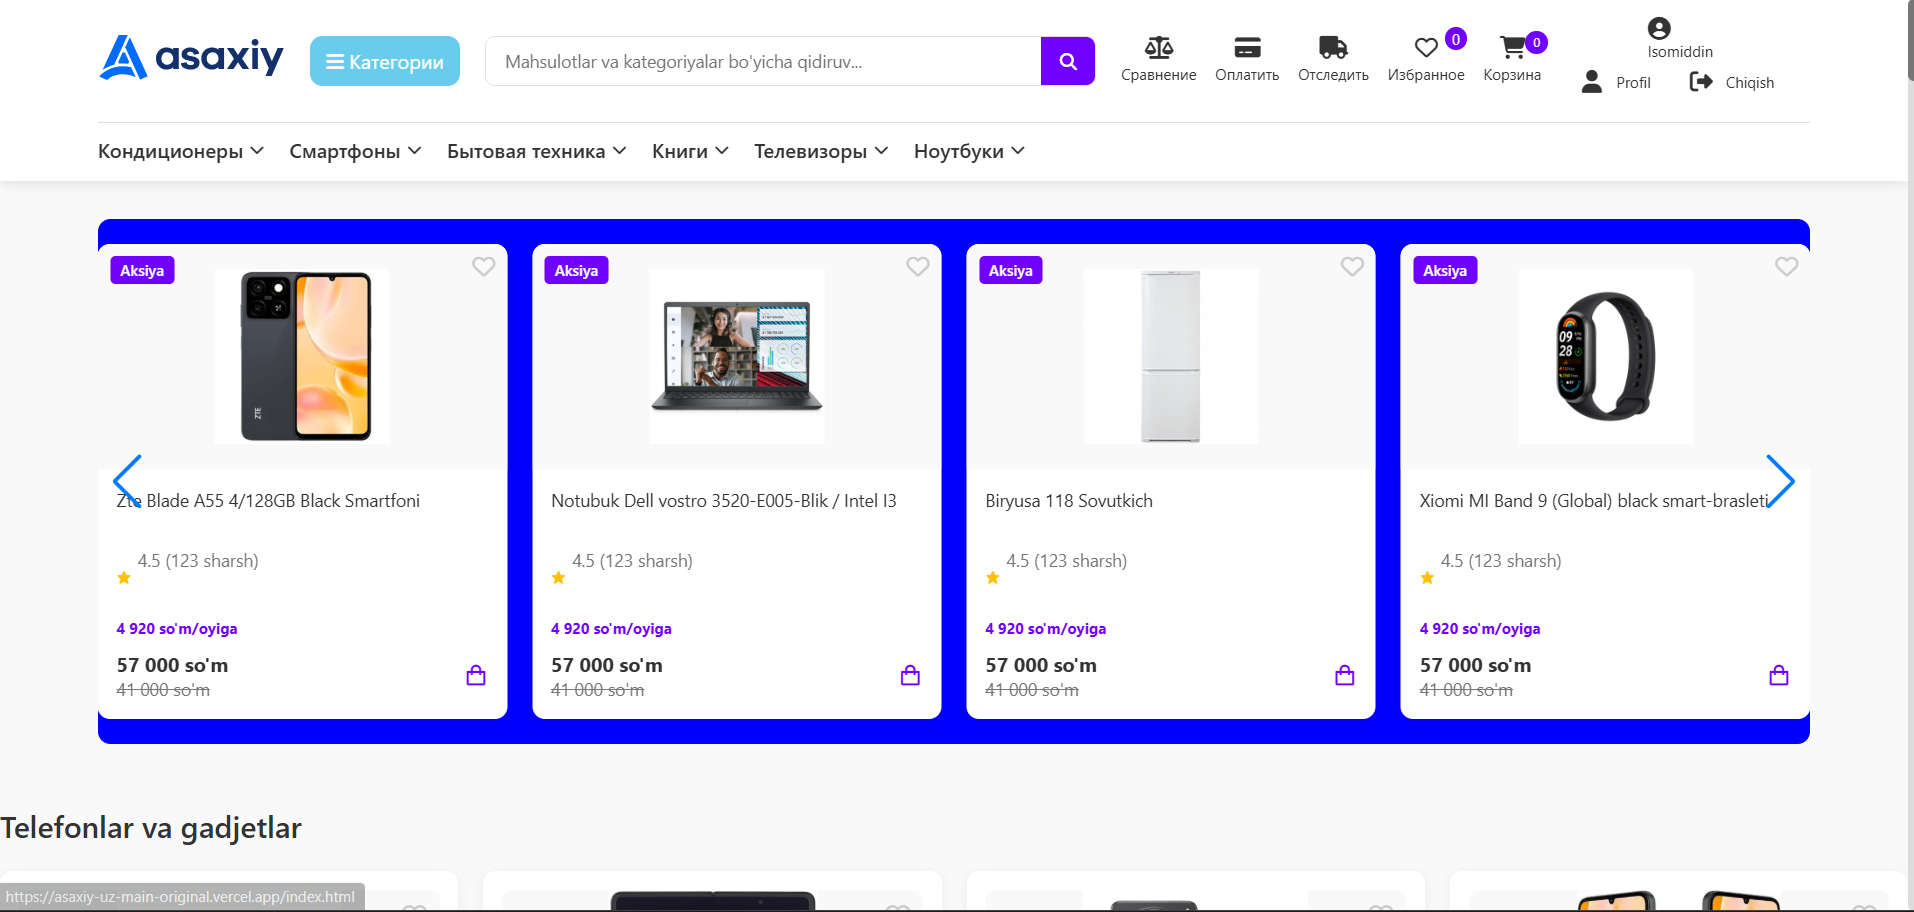 asaxiy
Категории
Mahsulotlar va kategoriyalar bo'yicha qidiruv...
Сравнение
Оплатить
Отследить
0
Избранное
0
Корзина
Isomiddin
Profil
Chiqish
Кондиционеры
Смартфоны
Бытовая техника
Книги
Телевизоры
Ноутбуки
Aksiya
ZTE
Zte Blade A55 4/128GB Black Smartfoni
4.5 (123 sharsh)
4 920 so'm/oyiga
57 000 so'm
41 000 so'm
Aksiya
Notubuk Dell vostro 3520-E005-Blik / Intel I3
4.5 (123 sharsh)
4 920 so'm/oyiga
57 000 so'm
41 000 so'm
Aksiya
Biryusa 118 Sovutkich
4.5 (123 sharsh)
4 920 so'm/oyiga
57 000 so'm
41 000 so'm
Aksiya
09
28
Xiomi MI Band 9 (Global) black smart-brasleti
4.5 (123 sharsh)
4 920 so'm/oyiga
57 000 so'm
41 000 so'm
Telefonlar va gadjetlar
https://asaxiy-uz-main-original.vercel.app/index.html